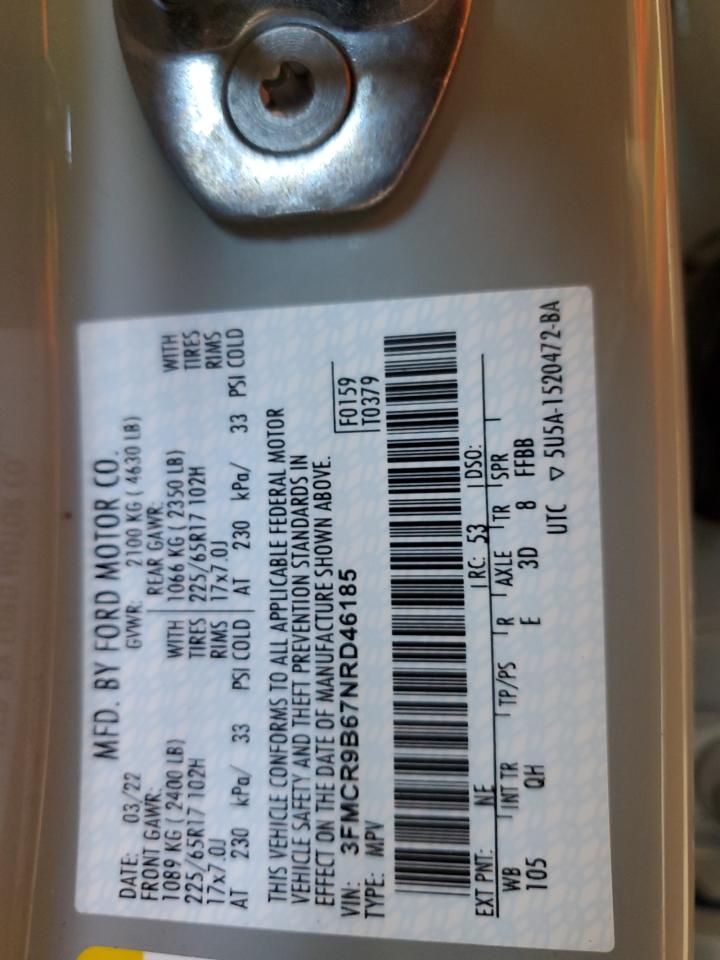 MFD. BY FORD MOTOR CO.
DATE: 03/22 GVWR: 2100 KG ( 4630 LB)
FRONT GAWR: REAR GAWR:
1089 KG ( 2400 LB) WITH 1066 KG ( 2350 LB) WITH
225/65R17 102H TIRES 225/65R17 102H TIRES
17x7.0J RIMS 17x7.0J RIMS
AT 230 kPa/ 33 PSI COLD AT 230 kPa/ 33 PSI COLD
THIS VEHICLE CONFORMS TO ALL APPLICABLE FEDERAL MOTOR
VEHICLE SAFETY AND THEFT PREVENTION STANDARDS IN
EFFECT ON THE DATE OF MANUFACTURE SHOWN ABOVE.
VIN: 3FMCR9B67NRD46185 F0159
TYPE: MPV T0379
EXT PNT: NE RC: 53 DSO:
WB INT TR TP/PS R AXLE TR SPR
105 QH E 3D 8 FFBB
UTC ▽ 5U5A-1520472-BA